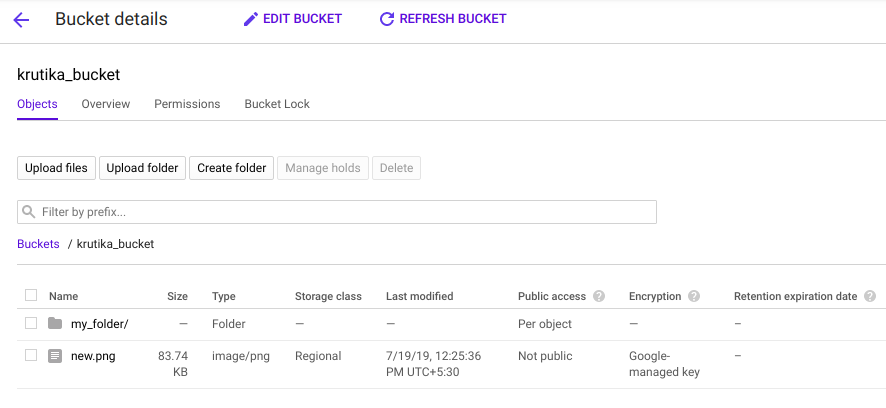 Bucket details EDIT BUCKET REFRESH BUCKET
krutika_bucket
Objects Overview Permissions Bucket Lock
Upload files Upload folder Create folder Manage holds Delete
Filter by prefix...
Buckets / krutika_bucket
Name Size Type Storage class Last modified Public access ? Encryption ? Retention expiration date ?
my_folder/ — Folder — — Per object — –
new.png 83.74 image/png Regional 7/19/19, 12:25:36 Not public Google- –
KB PM UTC+5:30 managed key